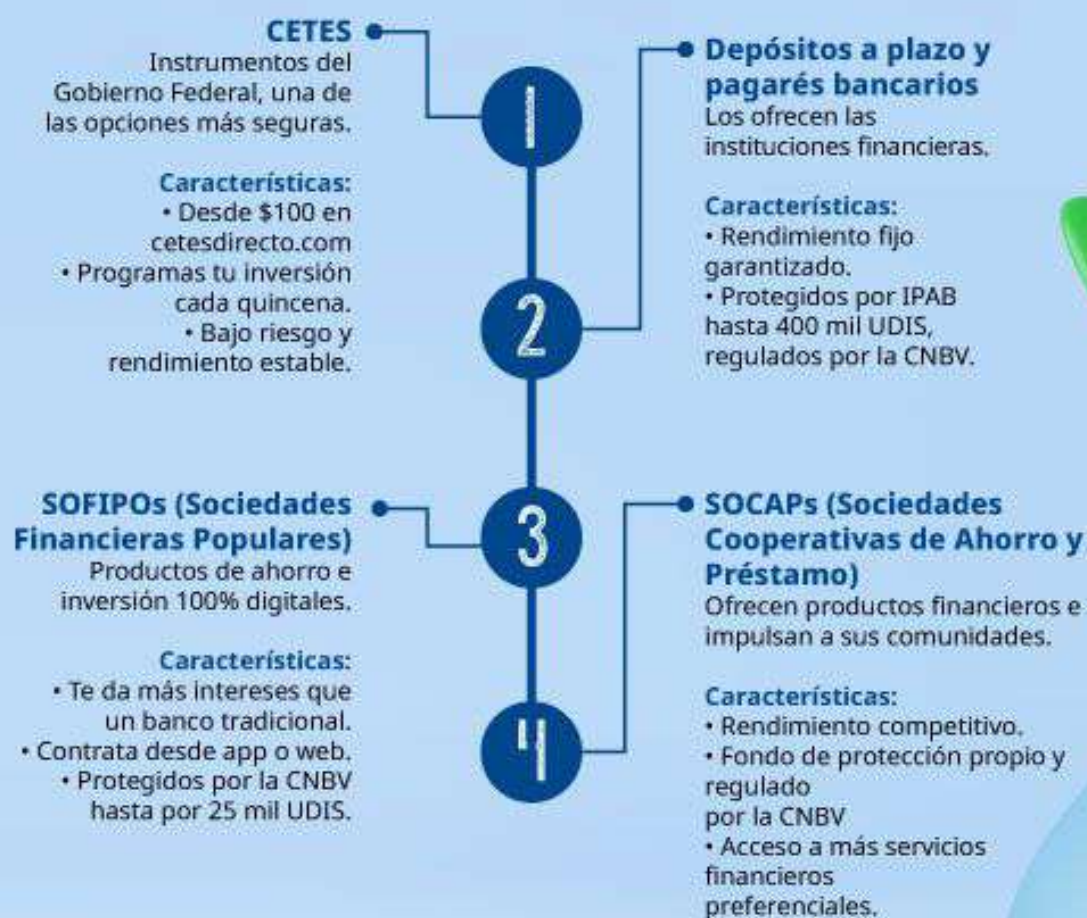 CETES
Instrumentos del
Gobierno Federal, una de
las opciones más seguras.
Características:
• Desde $100 en
cetesdirecto.com
• Programas tu inversión
cada quincena.
• Bajo riesgo y
rendimiento estable.
1
Depósitos a plazo y
pagarés bancarios
Los ofrecen las
instituciones financieras.
Características:
• Rendimiento fijo
garantizado.
• Protegidos por IPAB
hasta 400 mil UDIS,
regulados por la CNBV.
2
SOFIPOs (Sociedades
Financieras Populares)
Productos de ahorro e
inversión 100% digitales.
Características:
• Te da más intereses que
un banco tradicional.
• Contrata desde app o web.
• Protegidos por la CNBV
hasta por 25 mil UDIS.
3
SOCAPs (Sociedades
Cooperativas de Ahorro y
Préstamo)
Ofrecen productos financieros e
impulsan a sus comunidades.
Características:
• Rendimiento competitivo.
• Fondo de protección propio y
regulado
por la CNBV
• Acceso a más servicios
financieros
preferenciales.
4